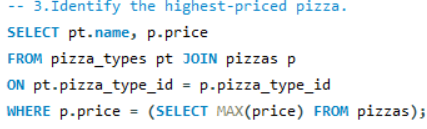 -- 3.Identify the highest-priced pizza.
SELECT pt.name, p.price
FROM pizza_types pt JOIN pizzas p
ON pt.pizza_type_id = p.pizza_type_id
WHERE p.price = (SELECT MAX(price) FROM pizzas);